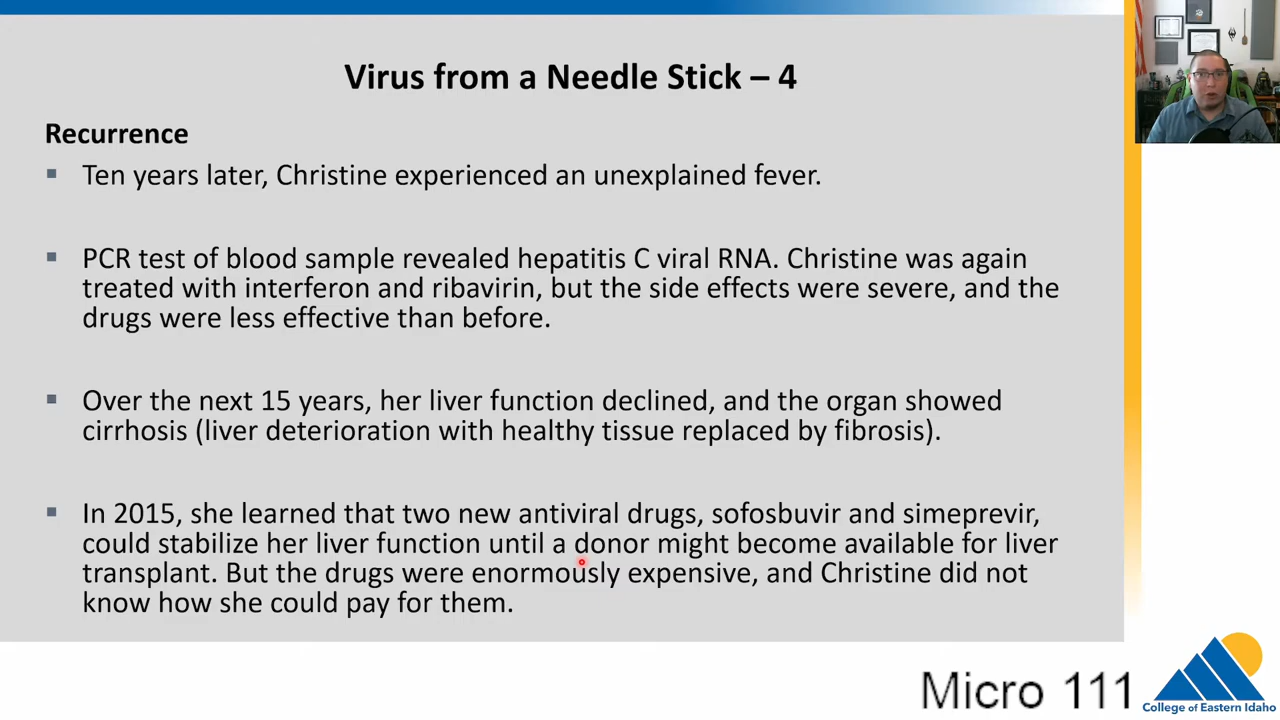 Virus from a Needle Stick – 4
Recurrence
▪ Ten years later, Christine experienced an unexplained fever.
▪ PCR test of blood sample revealed hepatitis C viral RNA. Christine was again
treated with interferon and ribavirin, but the side effects were severe, and the
drugs were less effective than before.
▪ Over the next 15 years, her liver function declined, and the organ showed
cirrhosis (liver deterioration with healthy tissue replaced by fibrosis).
▪ In 2015, she learned that two new antiviral drugs, sofosbuvir and simeprevir,
could stabilize her liver function until a donor might become available for liver
transplant. But the drugs were enormously expensive, and Christine did not
know how she could pay for them.
Micro 111
College of Eastern Idaho